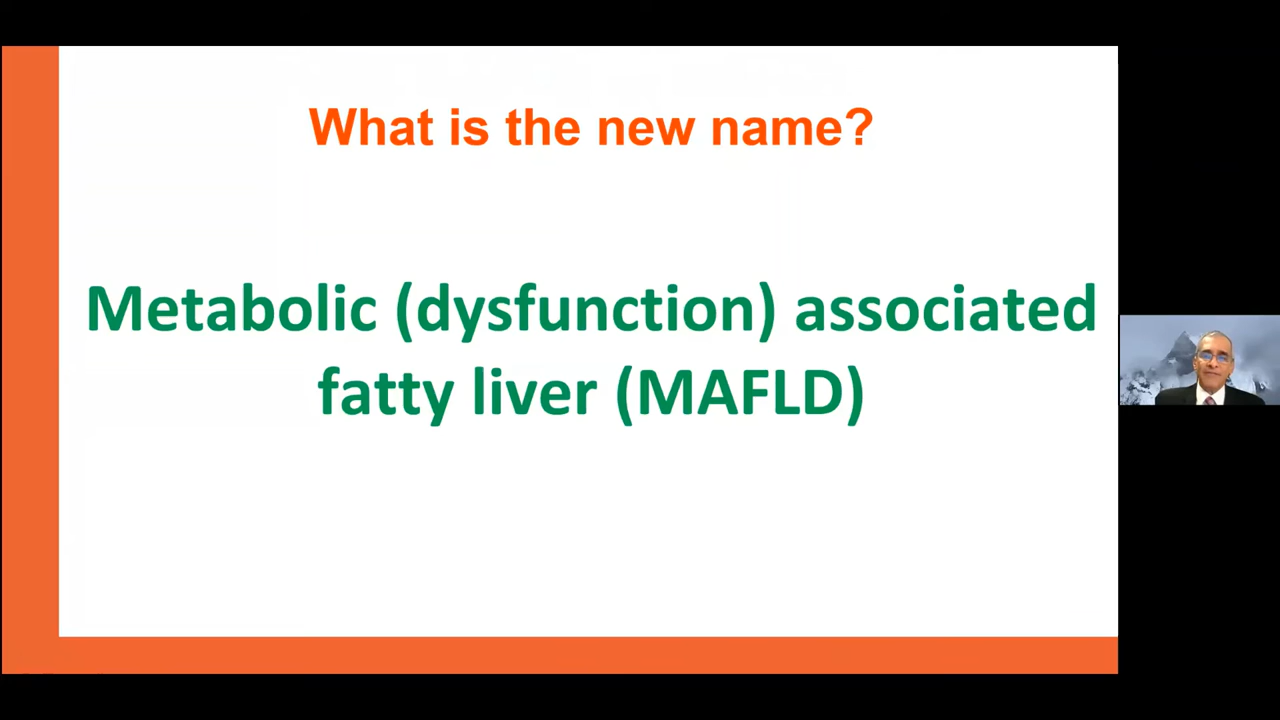 What is the new name?
Metabolic (dysfunction) associated
fatty liver (MAFLD)